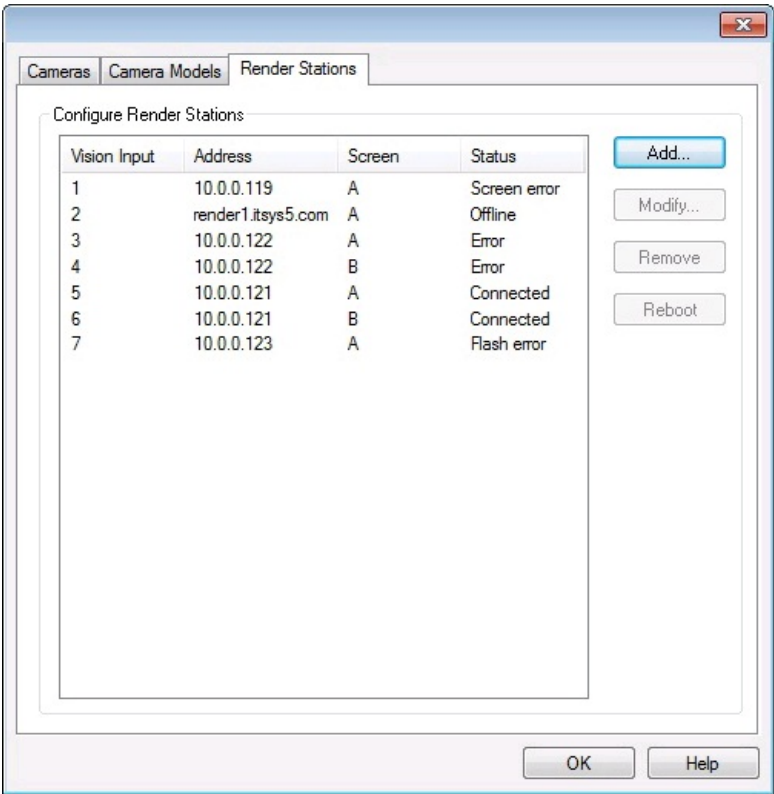 Cameras Camera Models Render Stations
Configure Render Stations
Vision Input Address Screen Status Add...
1 10.0.0.119 A Screen error
2 render1.itsys5.com A Offline Modify...
3 10.0.0.122 A Error
4 10.0.0.122 B Error Remove
5 10.0.0.121 A Connected
6 10.0.0.121 B Connected Reboot
7 10.0.0.123 A Flash error
OK Help